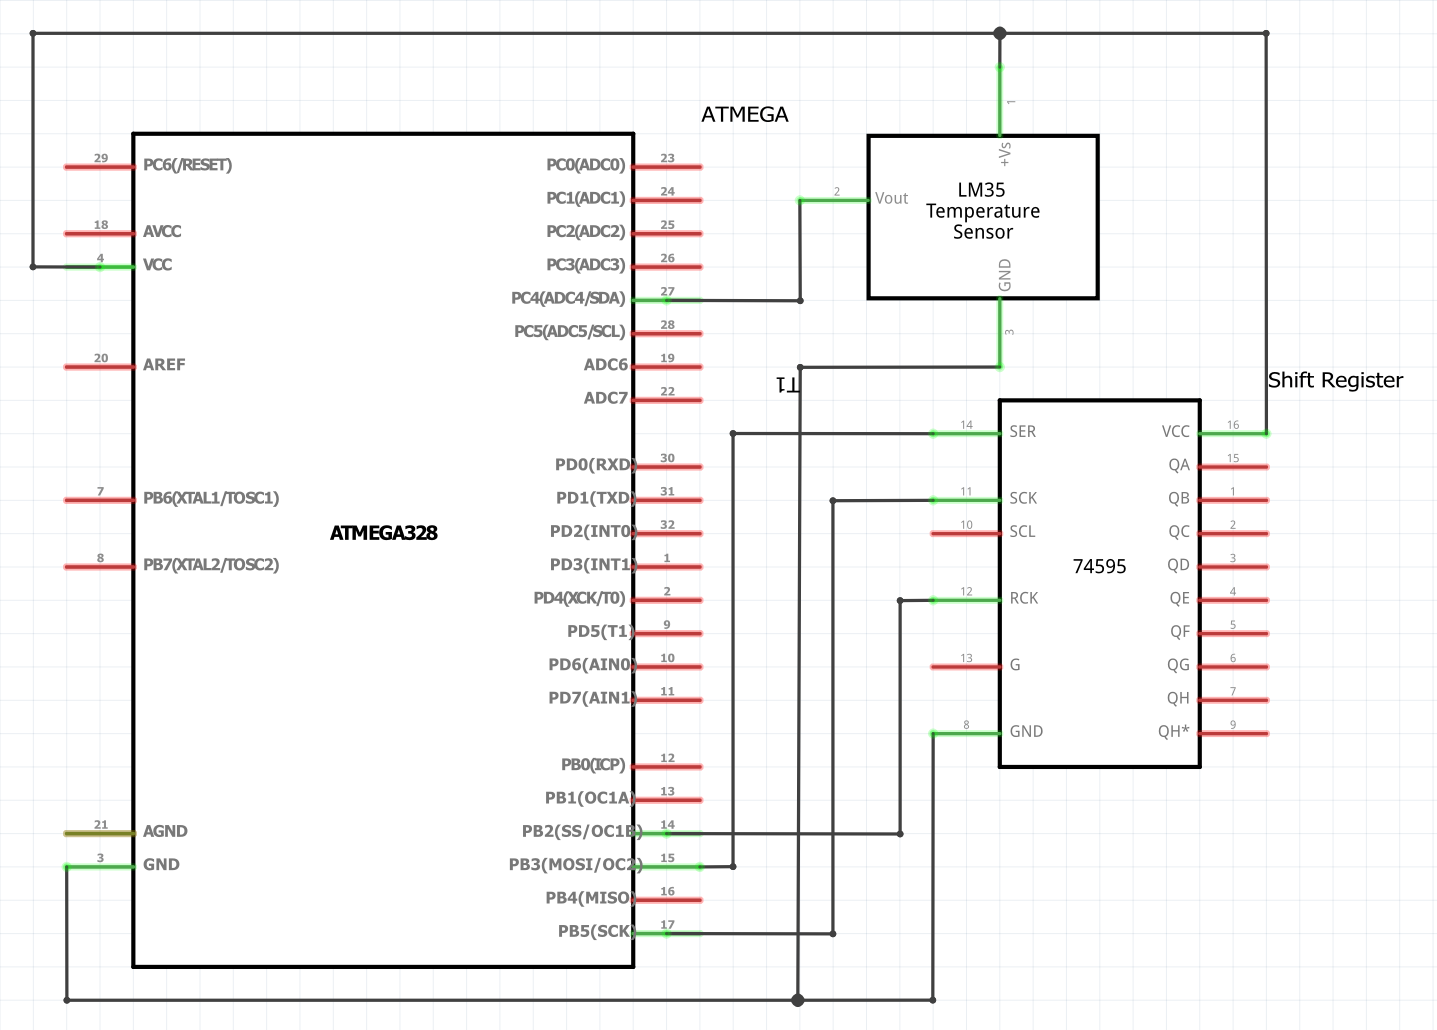 ATMEGA
29 PC6(/RESET)
18 AVCC
4 VCC
20 AREF
7 PB6(XTAL1/TOSC1)
8 PB7(XTAL2/TOSC2)
21 AGND
3 GND
ATMEGA328
PC0(ADC0) 23
PC1(ADC1) 24
PC2(ADC2) 25
PC3(ADC3) 26
PC4(ADC4/SDA) 27
PC5(ADC5/SCL) 28
ADC6 19
ADC7 22
PD0(RXD) 30
PD1(TXD) 31
PD2(INT0) 32
PD3(INT1) 1
PD4(XCK/T0) 2
PD5(T1) 9
PD6(AIN0) 10
PD7(AIN1) 11
PB0(ICP) 12
PB1(OC1A) 13
PB2(SS/OC1B) 14
PB3(MOSI/OC2) 15
PB4(MISO) 16
PB5(SCK) 17
1
+Vs
2 Vout
LM35
Temperature
Sensor
GND
3
T1
Shift Register
14 SER
11 SCK
10 SCL
12 RCK
13 G
8 GND
74595
VCC 16
QA 15
QB 1
QC 2
QD 3
QE 4
QF 5
QG 6
QH 7
QH* 9